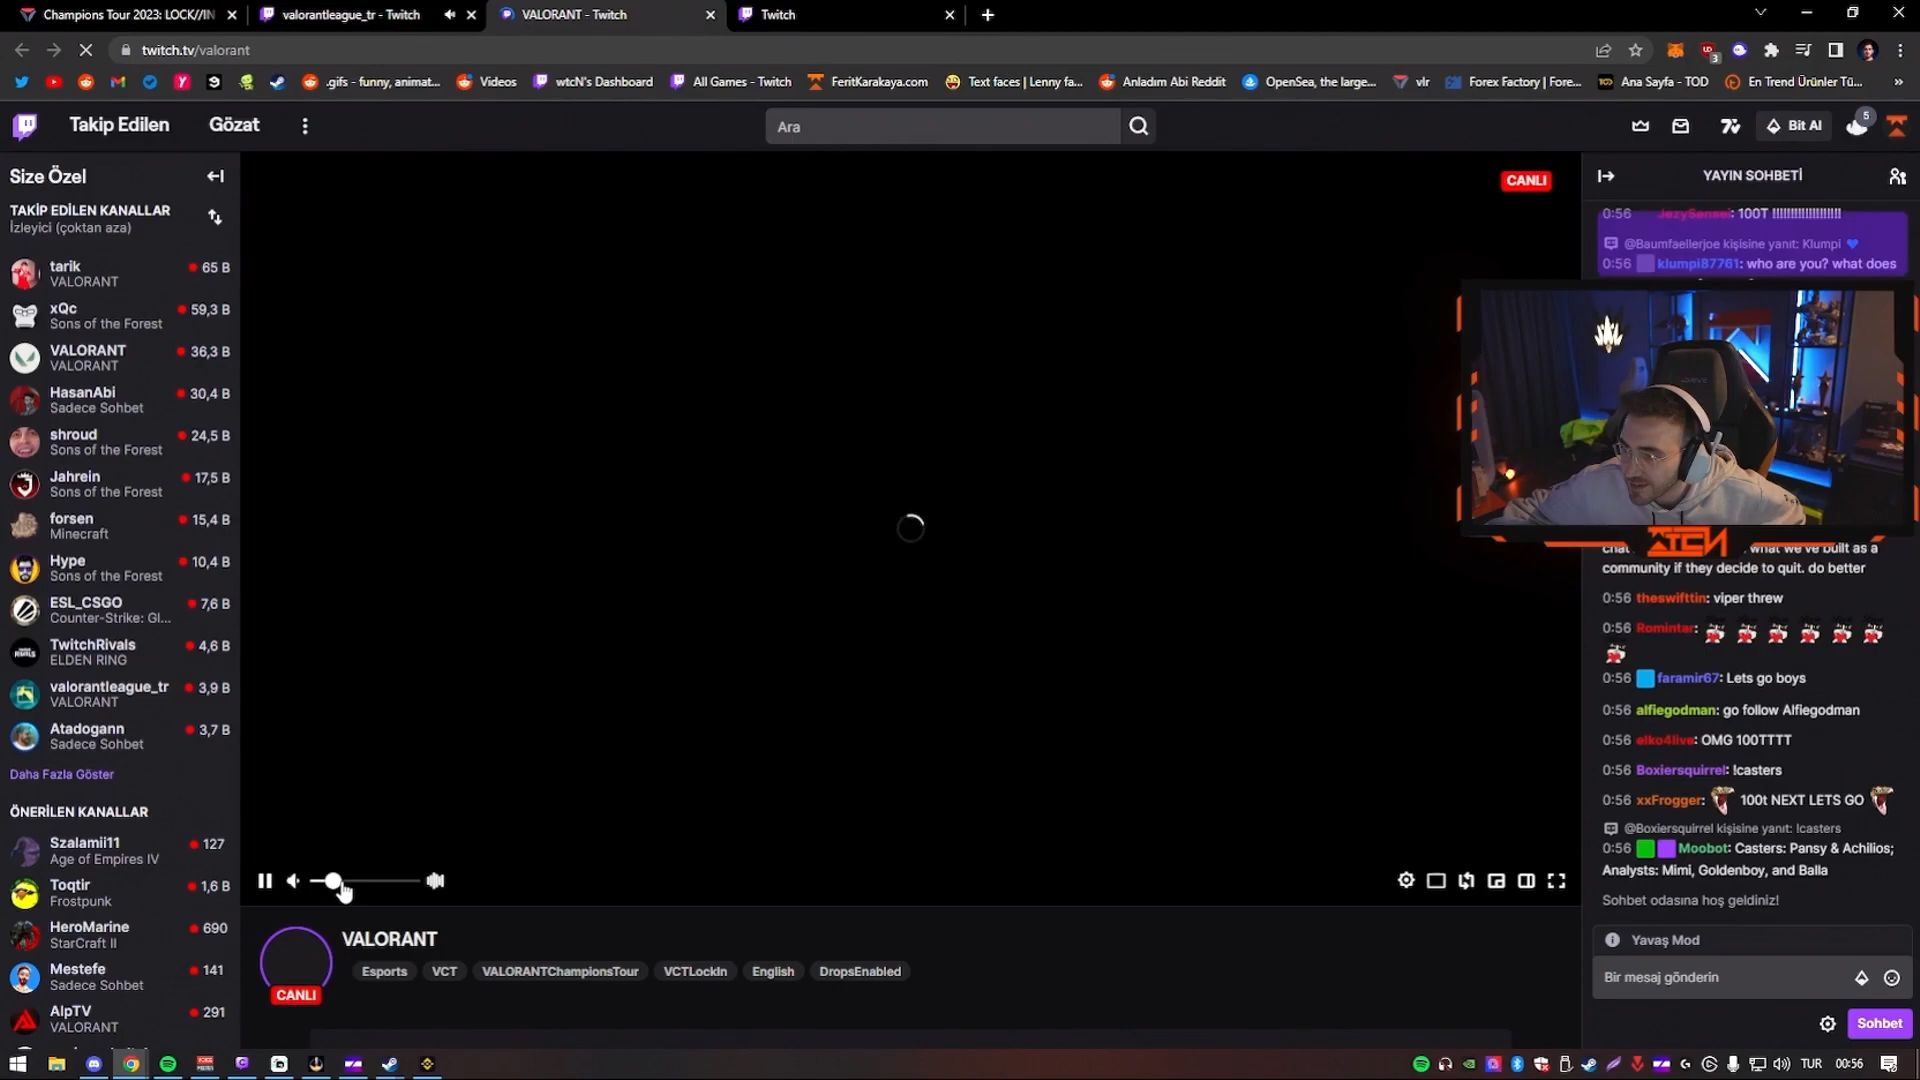 Champions Tour 2023: LOCK//IN
valorantleague_tr - Twitch
VALORANT - Twitch
Twitch
twitch.tv/valorant
3
.gifs - funny, animat...
Videos
wtcN's Dashboard
All Games - Twitch
FeritKarakaya.com
Text faces | Lenny fa...
Anladım Abi Reddit
OpenSea, the large...
vlr
Forex Factory | Fore...
Ana Sayfa - TOD
En Trend Ürünler Tü...
»
Takip Edilen
Gözat
Ara
Bit Al
5
Size Özel
TAKİP EDİLEN KANALLAR
İzleyici (çoktan aza)
tarik
65 B
VALORANT
xQc
59,3 B
Sons of the Forest
VALORANT
36,3 B
VALORANT
HasanAbi
30,4 B
Sadece Sohbet
shroud
24,5 B
Sons of the Forest
Jahrein
17,5 B
Sons of the Forest
forsen
15,4 B
Minecraft
Hype
10,4 B
Sons of the Forest
ESL_CSGO
7,6 B
Counter-Strike: Gl...
TwitchRivals
4,6 B
ELDEN RING
valorantleague_tr
3,9 B
VALORANT
Atadogann
3,7 B
Sadece Sohbet
Daha Fazla Göster
ÖNERİLEN KANALLAR
Szalamii11
127
Age of Empires IV
Toqtir
1,6 B
Frostpunk
HeroMarine
690
StarCraft II
Mestefe
141
Sadece Sohbet
AlpTV
291
VALORANT
CANLI
VALORANT
Esports
VCT
VALORANTChampionsTour
VCTLockIn
English
DropsEnabled
CANLI
YAYIN SOHBETİ
0:56 JezySensei: 100T !!!!!!!!!!!!!!!!!!!!
@Baumfaellerjoe kişisine yanıt: Klumpi 💙
0:56 klumpi87761: who are you? what does
what we've built as a
community if they decide to quit. do better
0:56 theswifttin: viper threw
0:56 Romintar:
0:56 faramir67: Lets go boys
alfiegodman: go follow Alfiegodman
0:56 elko4live: OMG 100TTTT
0:56 Boxiersquirrel: !casters
0:56 xxFrogger: 100t NEXT LETS GO
@Boxiersquirrel kişisine yanıt: !casters
0:56 Moobot: Casters: Pansy & Achilios;
Analysts: Mimi, Goldenboy, and Balla
Sohbet odasına hoş geldiniz!
Yavaş Mod
Bir mesaj gönderin
Sohbet
TUR
00:56